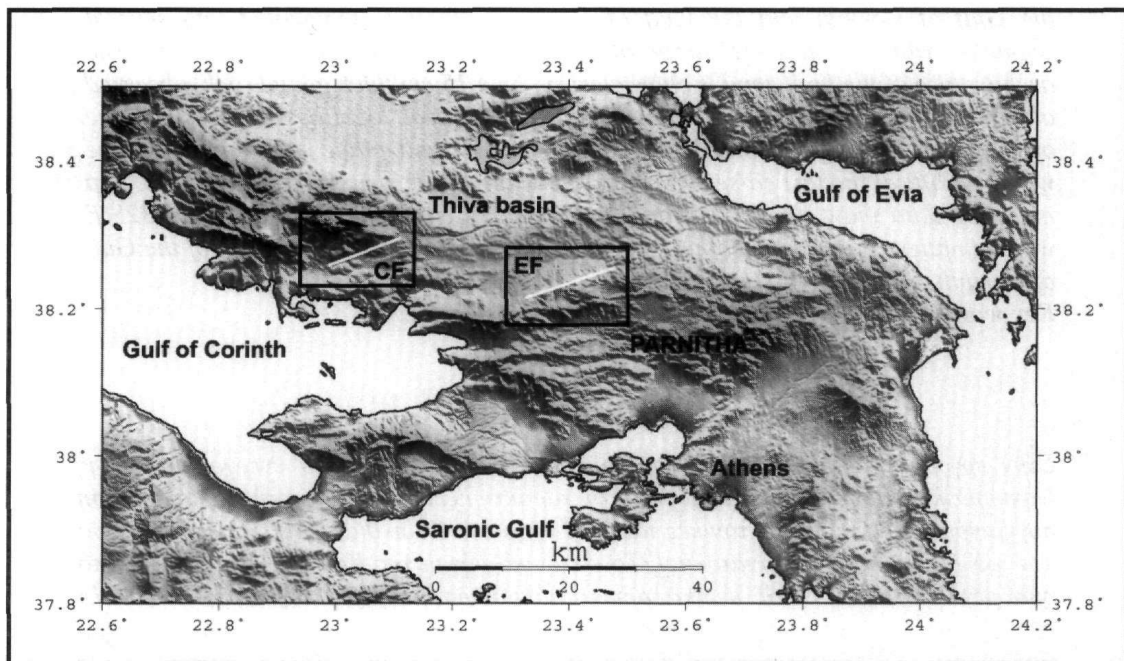 22.6° 22.8° 23° 23.2° 23.4° 23.6° 23.8° 24° 24.2°
38.4° 38.4°
Gulf of Evia
Thiva basin
CF EF
38.2° 38.2°
PARNITHA
Gulf of Corinth
38° 38°
Athens
Saronic Gulf
km
0 20 40
37.8° 37.8°
22.6° 22.8° 23° 23.2° 23.4° 23.6° 23.8° 24° 24.2°